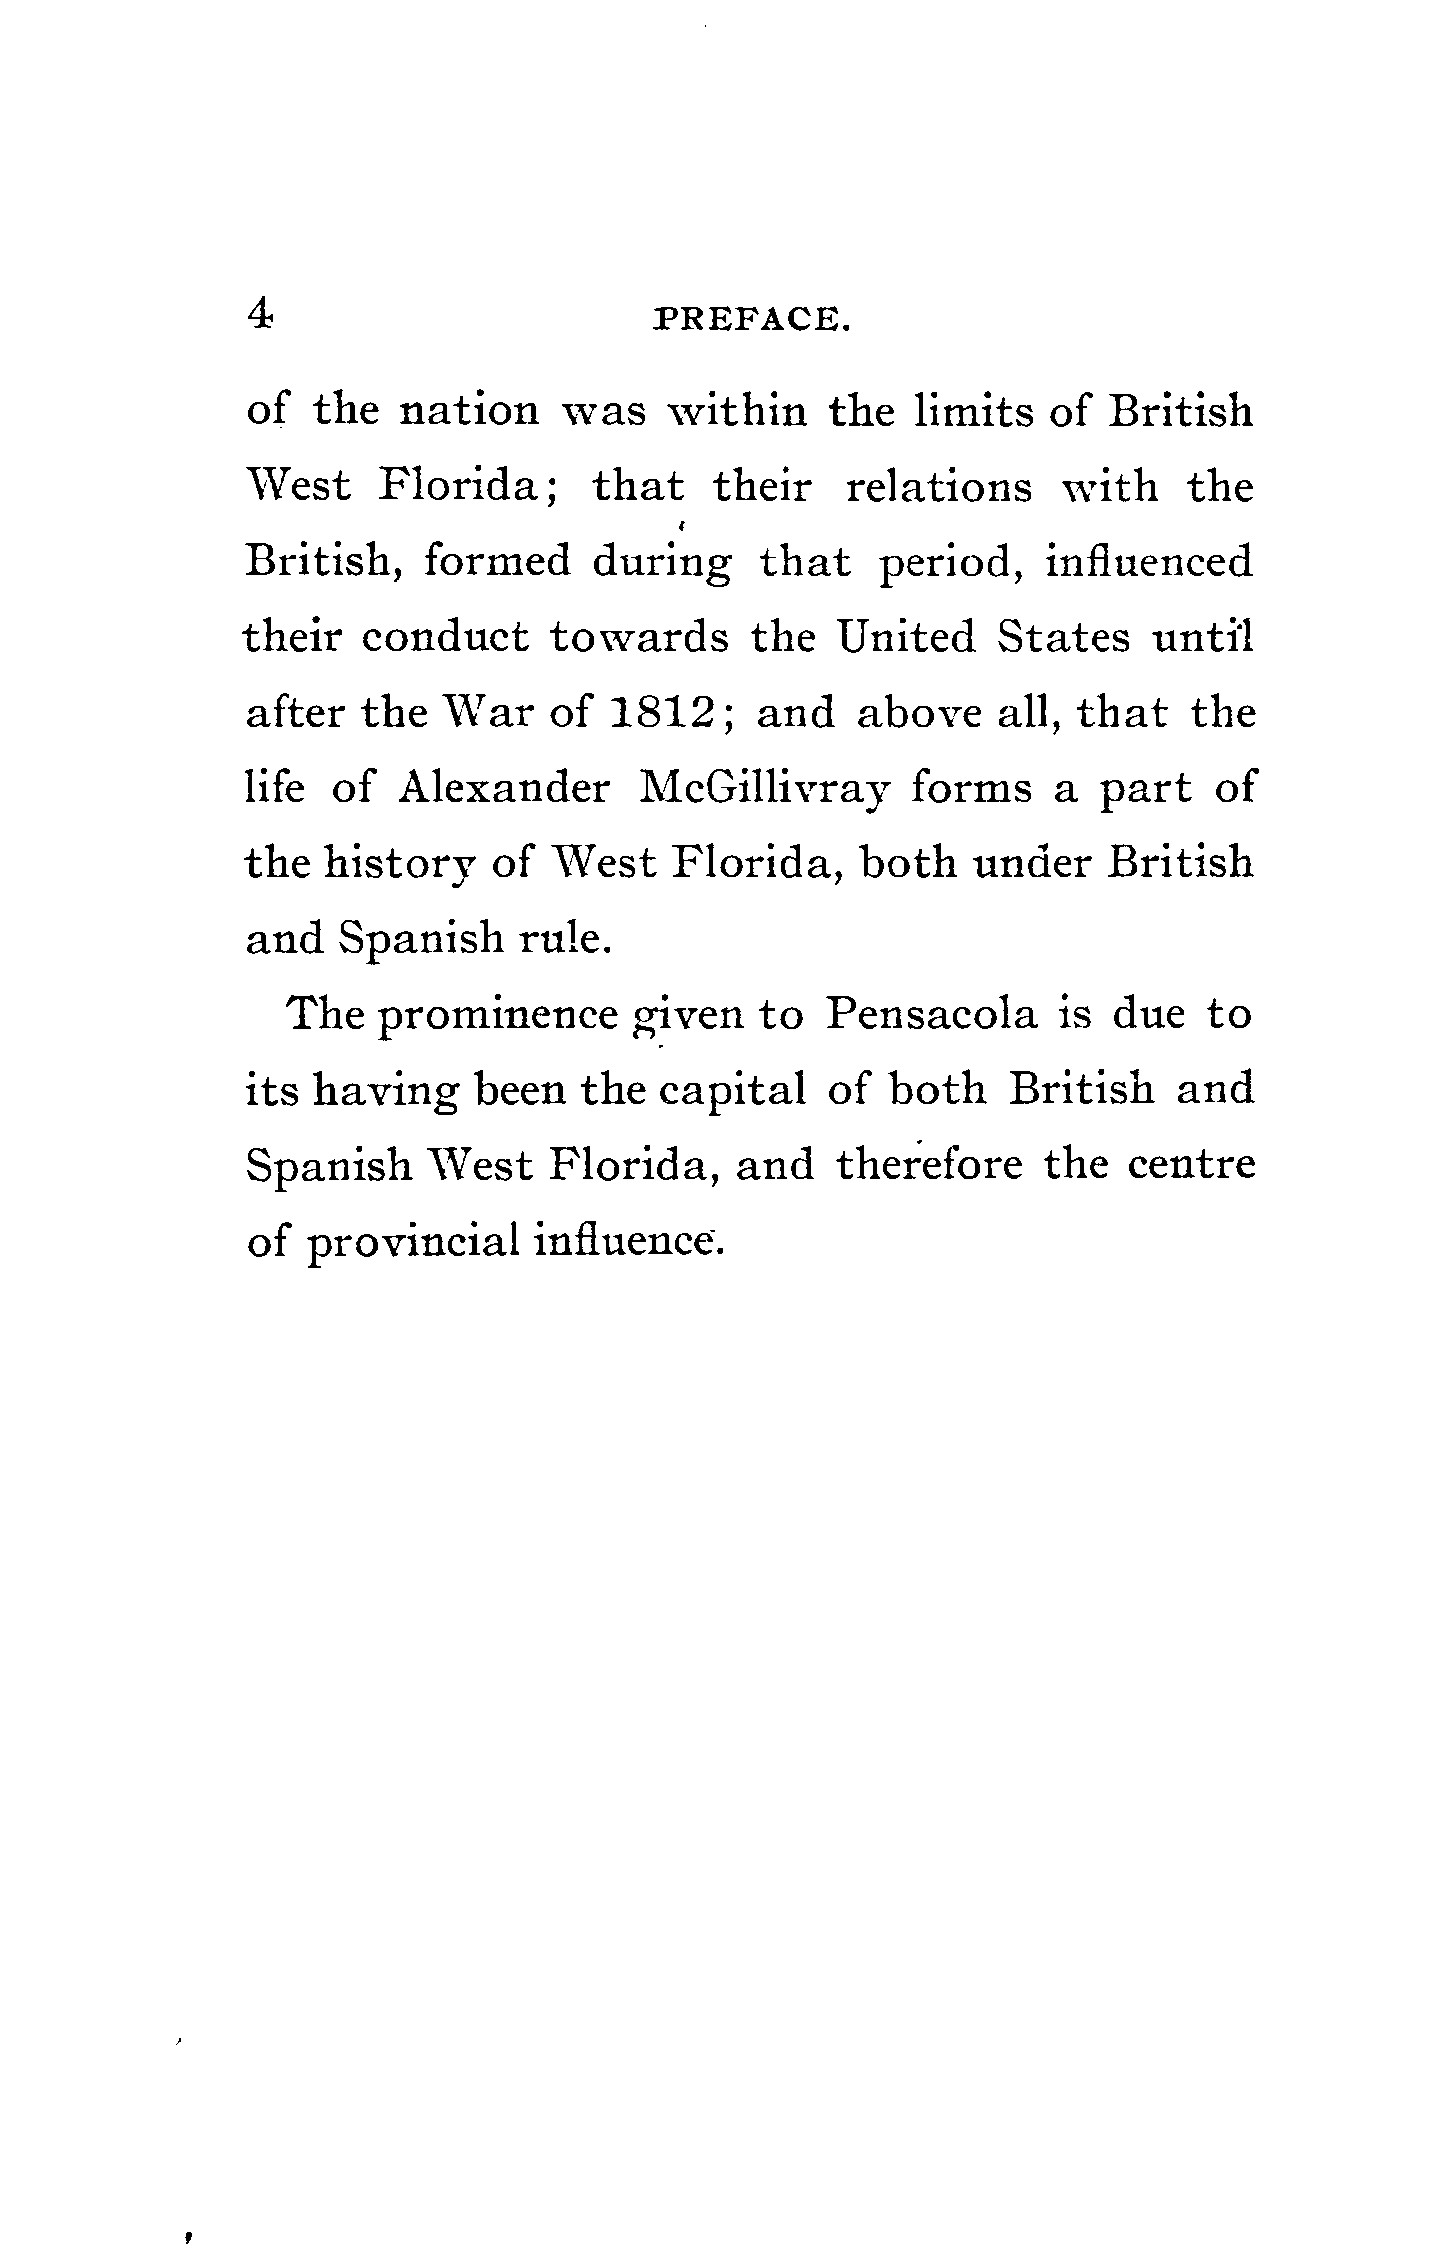 4 PREFACE.
of the nation was within the limits of British
West Florida; that their relations with the
British, formed during that period, influenced
their conduct towards the United States until
after the War of 1812; and above all, that the
life of Alexander McGillivray forms a part of
the history of West Florida, both under British
and Spanish rule.
The prominence given to Pensacola is due to
its having been the capital of both British and
Spanish West Florida, and therefore the centre
of provincial influence.